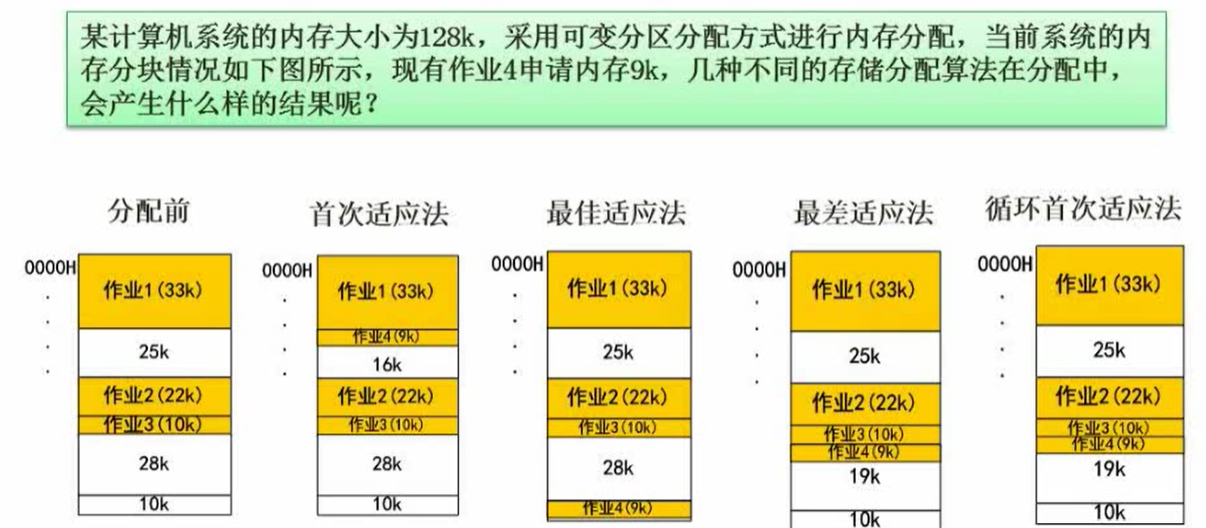 某计算机系统的内存大小为128k，采用可变分区分配方式进行内存分配，当前系统的内
存分块情况如下图所示，现有作业4申请内存9k，几种不同的存储分配算法在分配中，
会产生什么样的结果呢？
分配前
0000H
作业1(33k)
25k
作业2(22k)
作业3(10k)
28k
10k
首次适应法
0000H
作业1(33k)
作业4(9k)
16k
作业2(22k)
作业3(10k)
28k
10k
最佳适应法
0000H
作业1(33k)
25k
作业2(22k)
作业3(10k)
28k
作业4(9k)
最差适应法
0000H
作业1(33k)
25k
作业2(22k)
作业3(10k)
作业4(9k)
19k
10k
循环首次适应法
0000H
作业1(33k)
25k
作业2(22k)
作业3(10k)
作业4(9k)
19k
10k